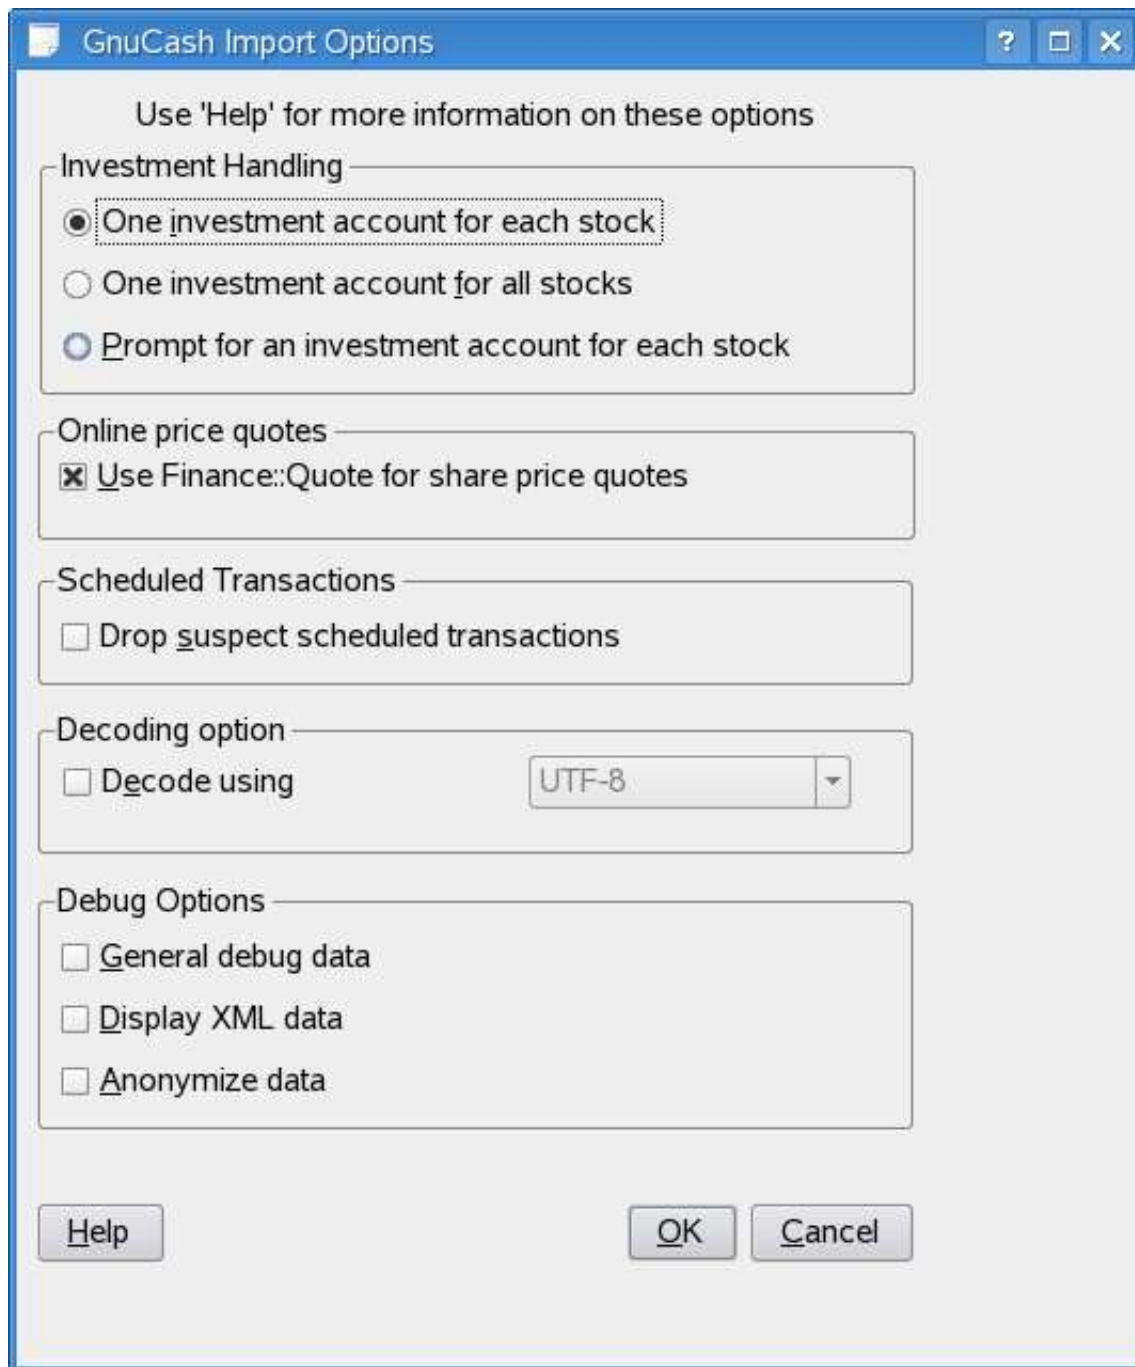 GnuCash Import Options
Use 'Help' for more information on these options
Investment Handling
One investment account for each stock
One investment account for all stocks
Prompt for an investment account for each stock
Online price quotes
Use Finance::Quote for share price quotes
Scheduled Transactions
Drop suspect scheduled transactions
Decoding option
Decode using UTF-8
Debug Options
General debug data
Display XML data
Anonymize data
Help OK Cancel